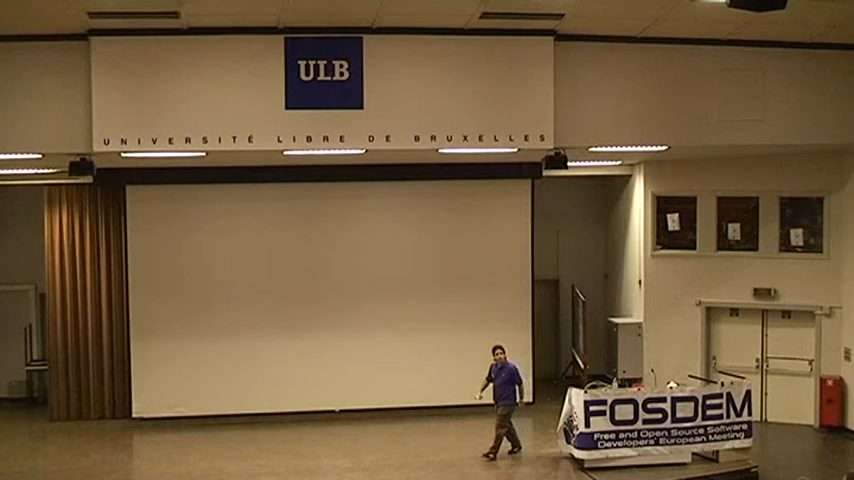 ULB
UNIVERSITÉ LIBRE DE BRUXELLES
FOSDEM
Free and Open Source Software
Developers' European Meeting